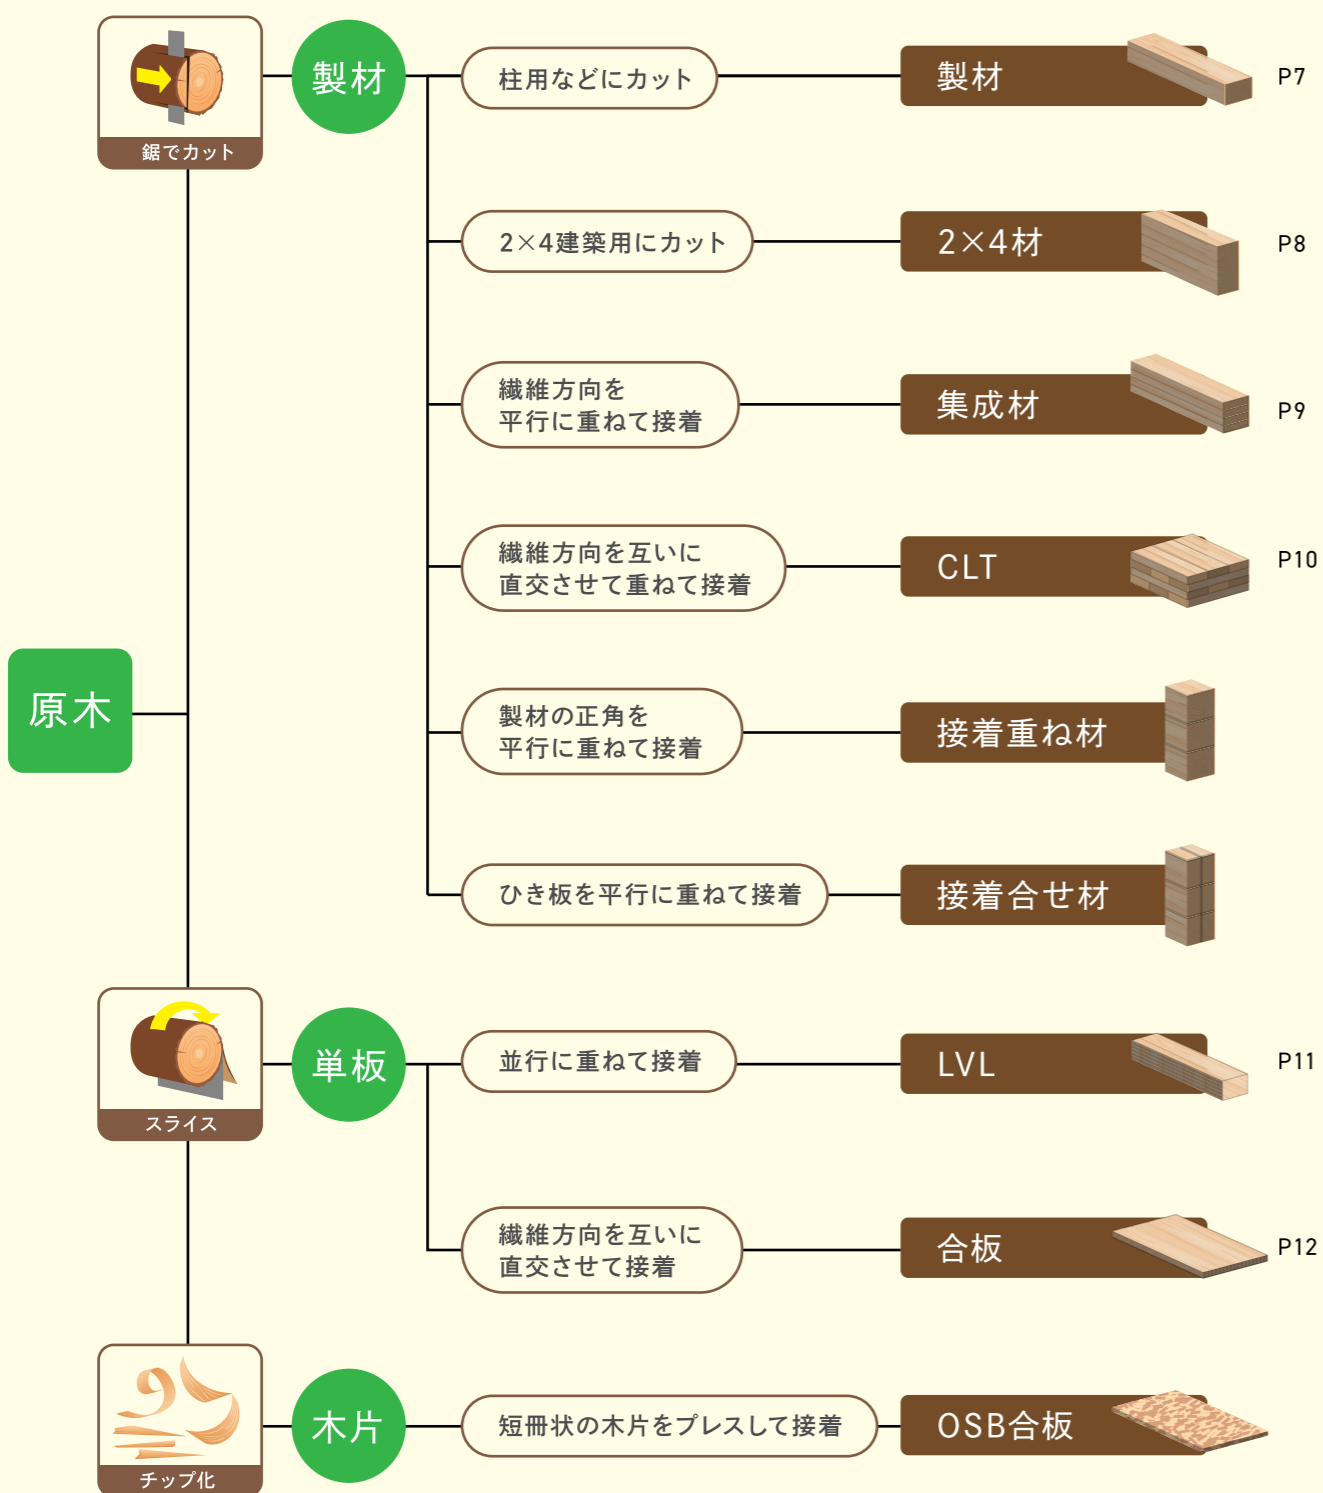 鋸でカット
製材
柱用などにカット
製材
P7
2×4建築用にカット
2×4材
P8
繊維方向を
平行に重ねて接着
集成材
P9
繊維方向を互いに
直交させて重ねて接着
CLT
P10
原木
製材の正角を
平行に重ねて接着
接着重ね材
ひき板を平行に重ねて接着
接着合せ材
スライス
単板
並行に重ねて接着
LVL
P11
繊維方向を互いに
直交させて接着
合板
P12
チップ化
木片
短冊状の木片をプレスして接着
OSB合板